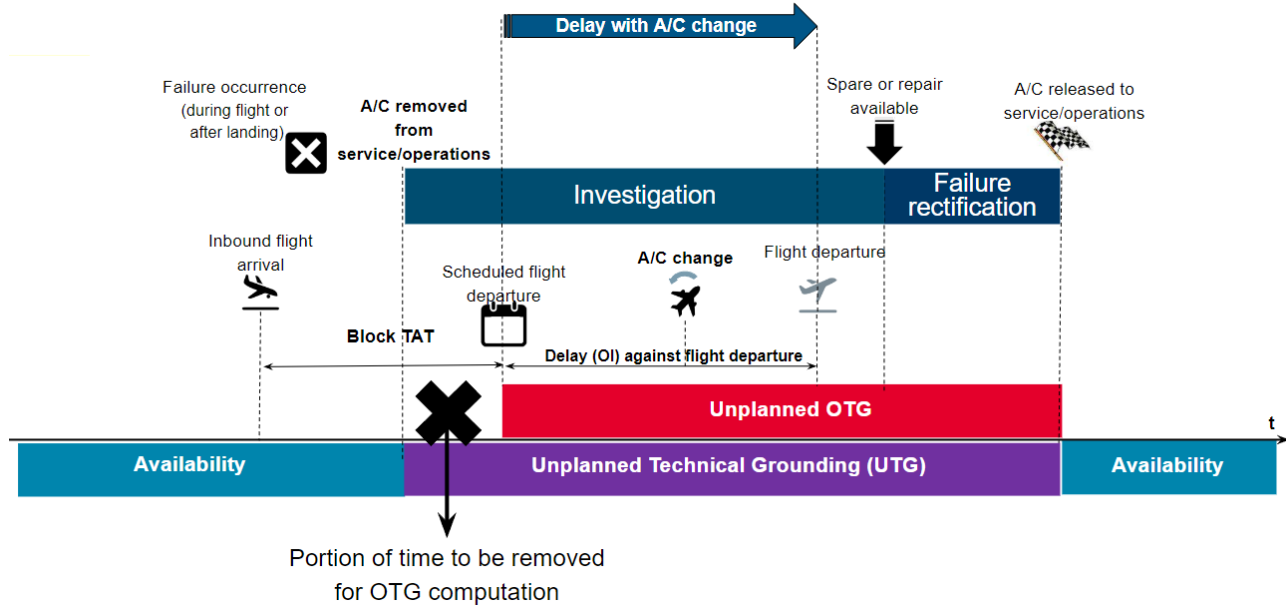 Delay with A/C change
Failure occurrence
(during flight or
after landing)
A/C removed
from
service/operations
Spare or repair
available
A/C released to
service/operations
Investigation
Failure
rectification
Inbound flight
arrival
Scheduled flight
departure
A/C change
Flight departure
Block TAT
Delay (OI) against flight departure
Unplanned OTG
t
Availability
Unplanned Technical Grounding (UTG)
Availability
Portion of time to be removed
for OTG computation